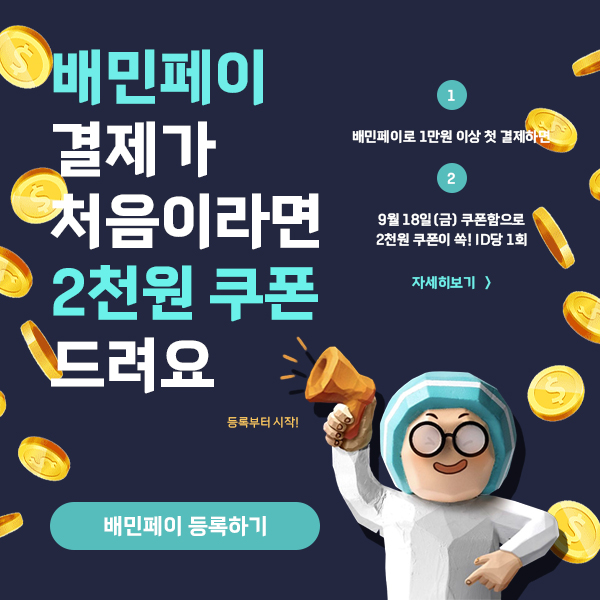 배민페이
결제가
처음이라면
2천원 쿠폰
드려요
1
배민페이로 1만원 이상 첫 결제하면
2
9월 18일(금) 쿠폰함으로
2천원 쿠폰이 쏙! ID당 1회
자세히보기 >
등록부터 시작!
배민페이 등록하기